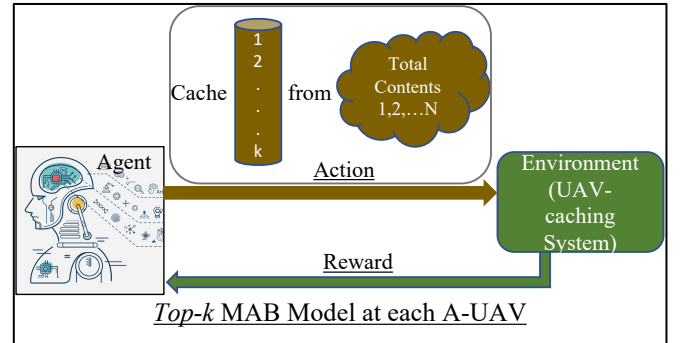 1
2
.
.
.
k
Cache
from
Total
Contents
1,2,…N
Agent
Action
Environment
(UAV-
caching
System)
Reward
Top-k MAB Model at each A-UAV